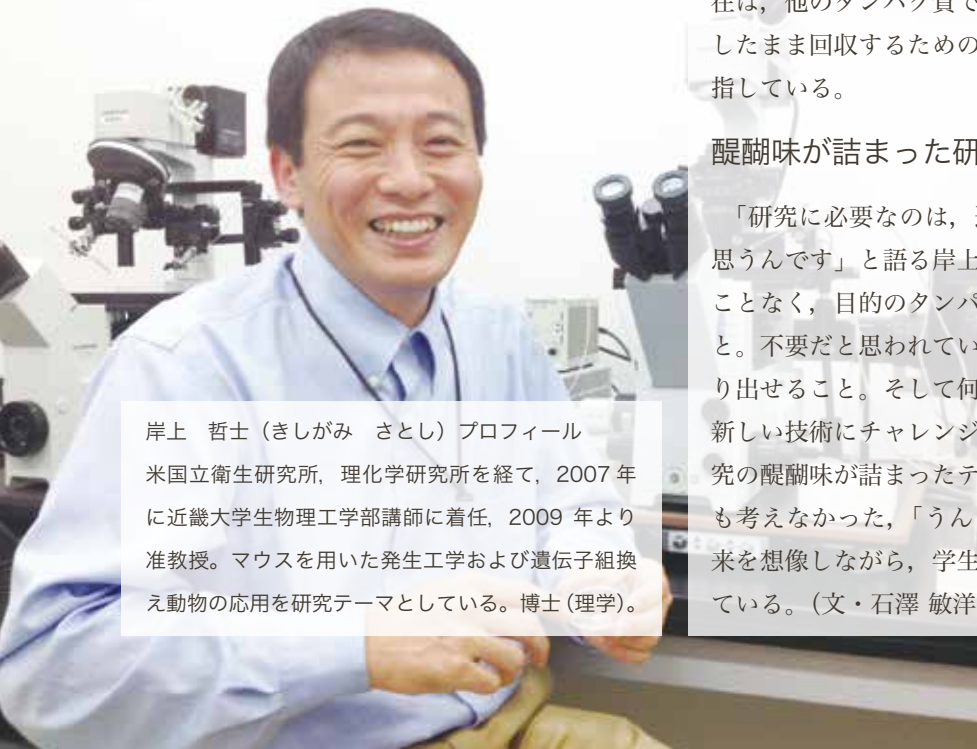 岸上　哲士（きしがみ　さとし）プロフィール
米国立衛生研究所，理化学研究所を経て，2007 年
に近畿大学生物理工学部講師に着任，2009 年より
准教授。マウスを用いた発生工学および遺伝子組換
え動物の応用を研究テーマとしている。博士（理学）。
在は，他のタンパク質で
したまま回収するための
指している。
醍醐味が詰まった研
「研究に必要なのは，
思うんです」と語る岸上
ことなく，目的のタンパ
と。不要だと思われてい
り出せること。そして何
新しい技術にチャレンジ
究の醍醐味が詰まったテ
も考えなかった，「うん
来を想像しながら，学生
ている。（文・石澤 敏洋